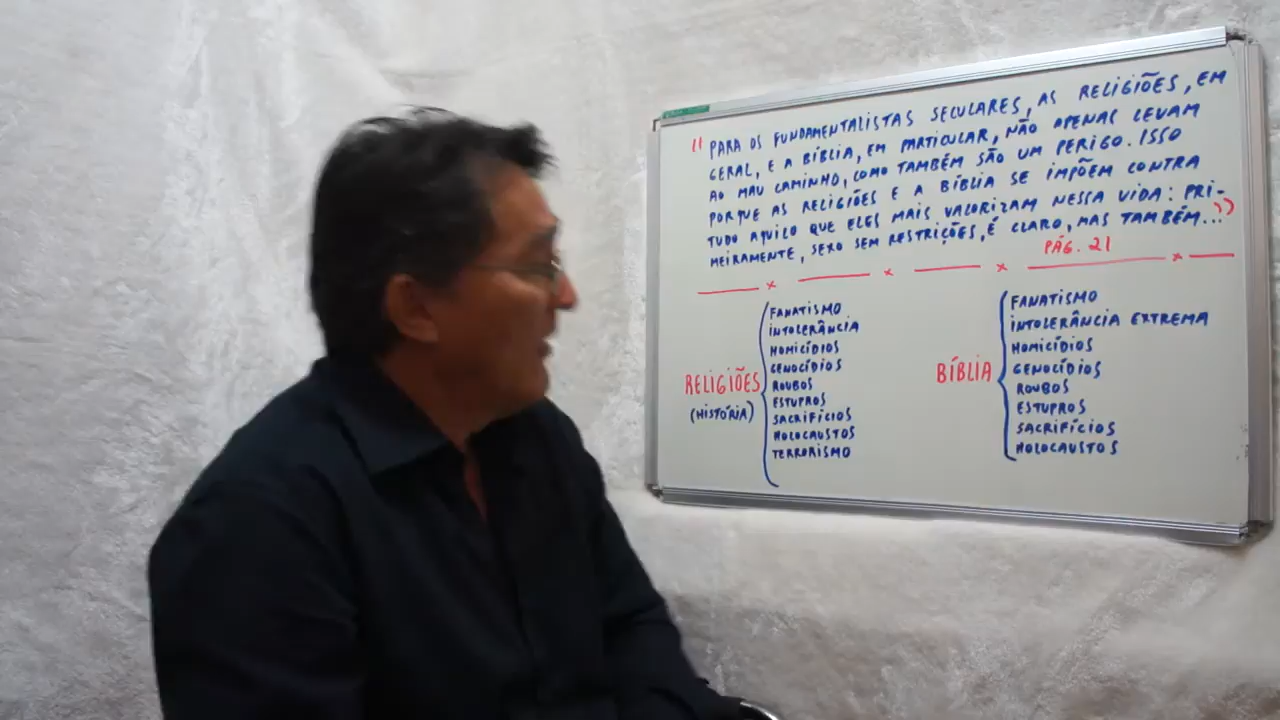 "PARA OS FUNDAMENTALISTAS SECULARES, AS RELIGIÕES, EM
GERAL, E A BÍBLIA, EM PARTICULAR, NÃO APENAS LEVAM
AO MAU CAMINHO, COMO TAMBÉM SÃO UM PERIGO. ISSO
PORQUE AS RELIGIÕES E A BÍBLIA SE IMPÕEM CONTRA
TUDO AQUILO QUE ELES MAIS VALORIZAM NESSA VIDA: PRI-
MEIRAMENTE, SEXO SEM RESTRIÇÕES, É CLARO, MAS TAMBÉM..."
PÁG. 21
RELIGIÕES
(HISTÓRIA)
FANATISMO
INTOLERÂNCIA
HOMICÍDIOS
GENOCÍDIOS
ROUBOS
ESTUPROS
SACRIFÍCIOS
HOLOCAUSTOS
TERRORISMO
BÍBLIA
FANATISMO
INTOLERÂNCIA EXTREMA
HOMICÍDIOS
GENOCÍDIOS
ROUBOS
ESTUPROS
SACRIFÍCIOS
HOLOCAUSTOS